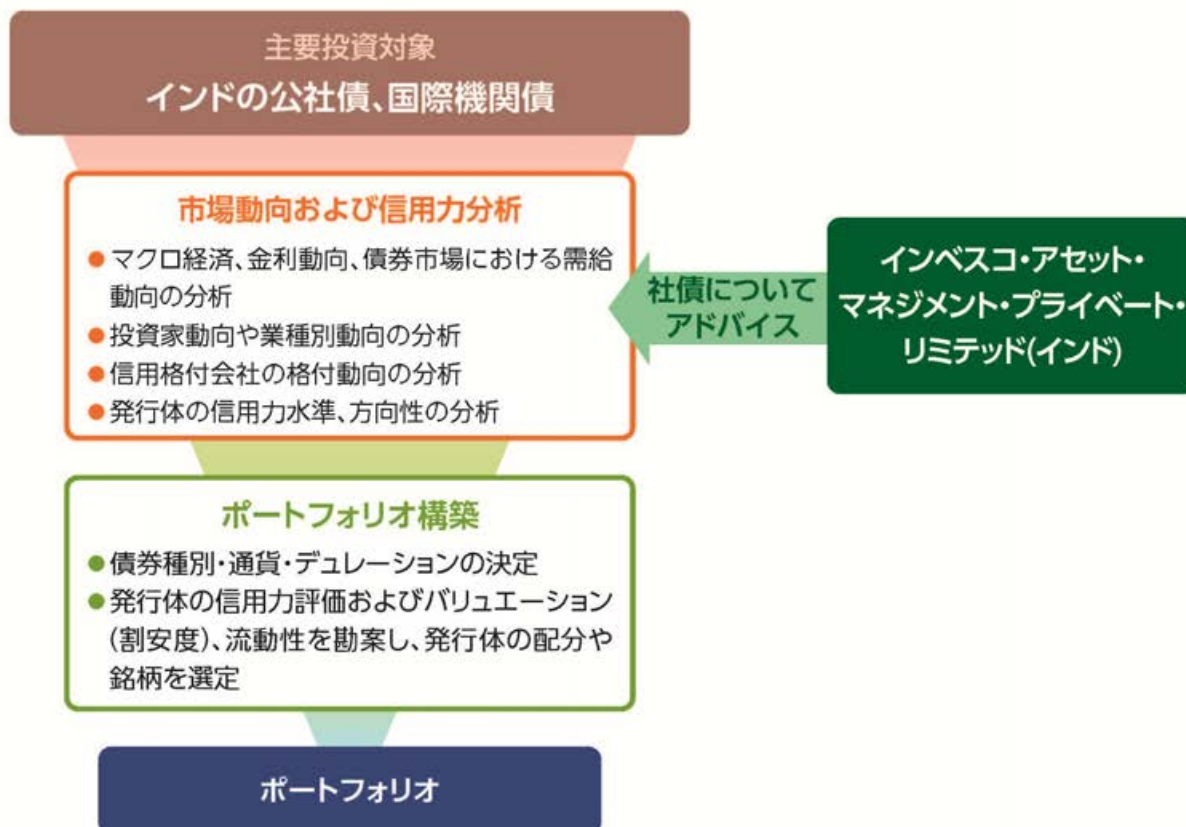 主要投資対象
インドの公社債、国際機関債
市場動向および信用力分析
●マクロ経済、金利動向、債券市場における需給
動向の分析
●投資家動向や業種別動向の分析
●信用格付会社の格付動向の分析
●発行体の信用力水準、方向性の分析
社債について
アドバイス
インベスコ・アセット・
マネジメント・プライベート・
リミテッド(インド)
ポートフォリオ構築
●債券種別・通貨・デュレーションの決定
●発行体の信用力評価およびバリュエーション
(割安度)、流動性を勘案し、発行体の配分や
銘柄を選定
ポートフォリオ